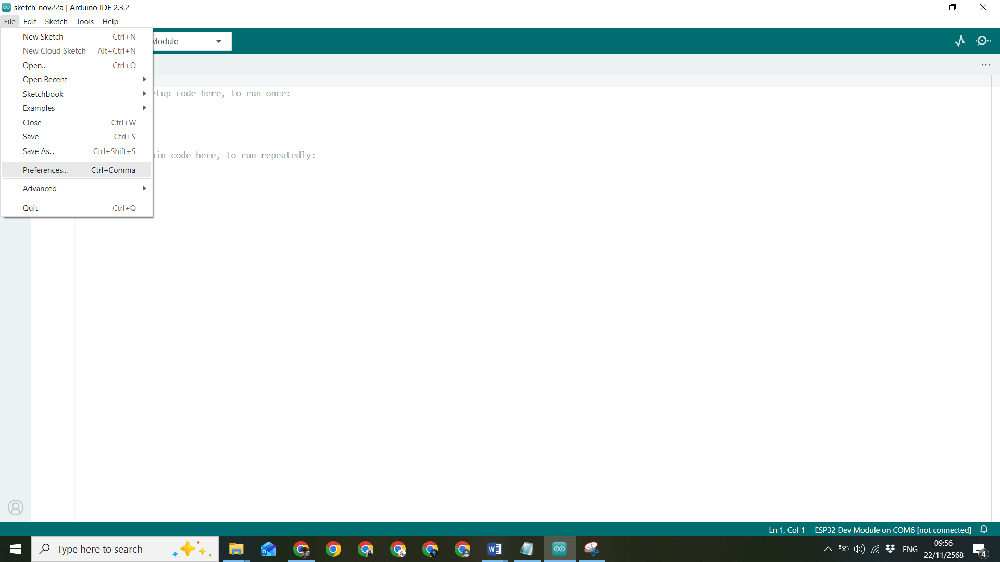 sketch_nov22a | Arduino IDE 2.3.2
File Edit Sketch Tools Help
New Sketch Ctrl+N
New Cloud Sketch Alt+Ctrl+N
Open... Ctrl+O
Open Recent
Sketchbook
Examples
Close Ctrl+W
Save Ctrl+S
Save As... Ctrl+Shift+S
Preferences... Ctrl+Comma
Advanced
Quit Ctrl+Q
Module
etup code here, to run once:
ain code here, to run repeatedly:
Ln 1, Col 1 ESP32 Dev Module on COM6 [not connected]
Type here to search
ENG
09:56
22/11/2568
4